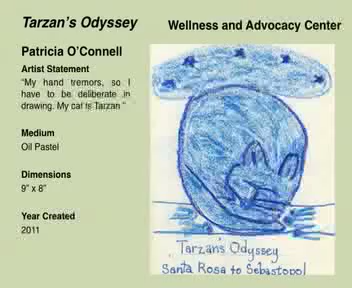 Tarzan's Odyssey
Wellness and Advocacy Center
Patricia O'Connell
Artist Statement
"My hand tremors, so I
have to be deliberate in
drawing. My cat is Tarzan"
Medium
Oil Pastel
Dimensions
9" x 8"
Year Created
2011
Tarzan's Odyssey
Santa Rosa to Sebastopol